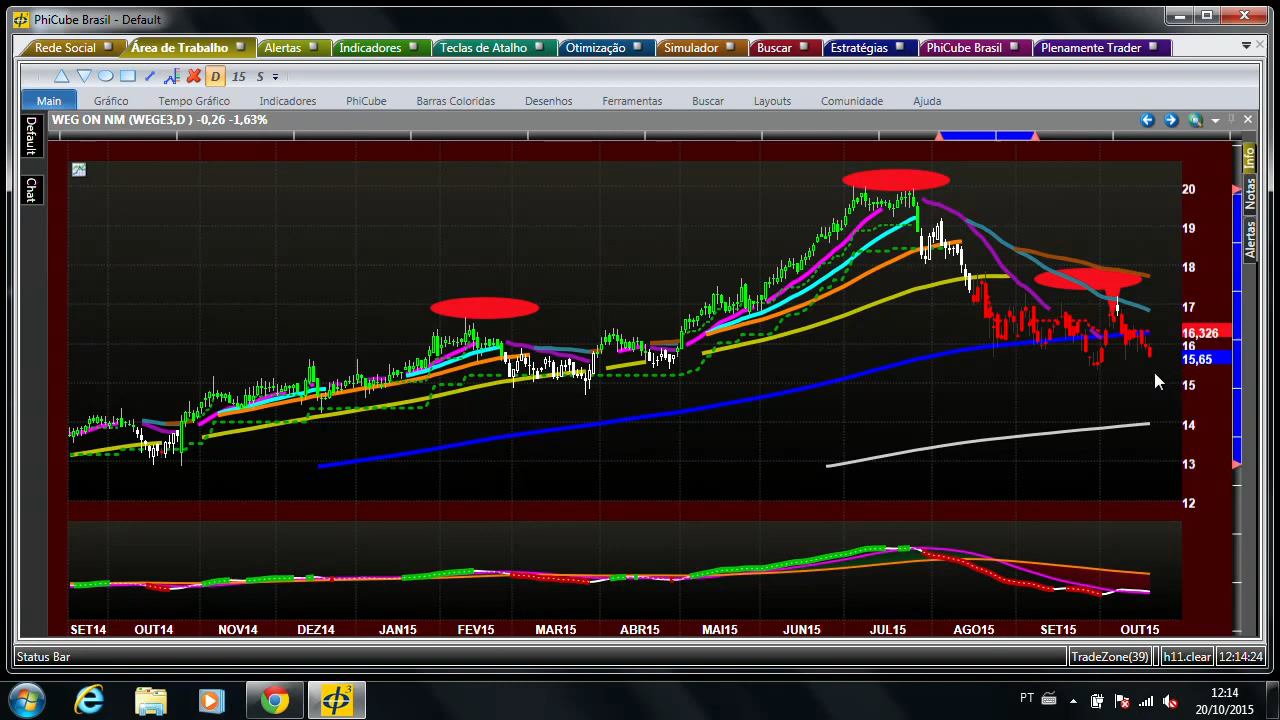 PhiCube Brasil - Default
Rede Social Área de Trabalho Alertas Indicadores Teclas de Atalho Otimização Simulador Buscar Estratégias PhiCube Brasil Plenamente Trader
D 15 S
Main Gráfico Tempo Gráfico Indicadores PhiCube Barras Coloridas Desenhos Ferramentas Buscar Layouts Comunidade Ajuda
WEG ON NM (WEGE3,D ) -0,26 -1,63%
Default
Chat
Info
Notas
Alertas
20
19
18
17
16,326
16
15,65
15
14
13
12
SET14 OUT14 NOV14 DEZ14 JAN15 FEV15 MAR15 ABR15 MAI15 JUN15 JUL15 AGO15 SET15 OUT15
Status Bar TradeZone(39) h11.clear 12:14:24
3
PT 12:14
20/10/2015